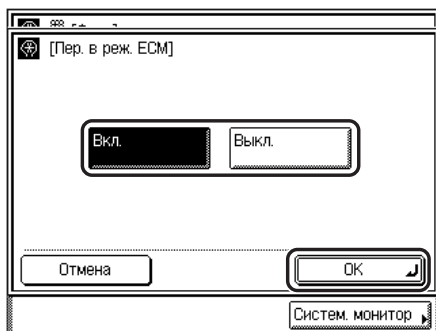 [Пер. в реж. ECM]
Вкл.
Выкл.
Отмена
OK
Систем. монитор